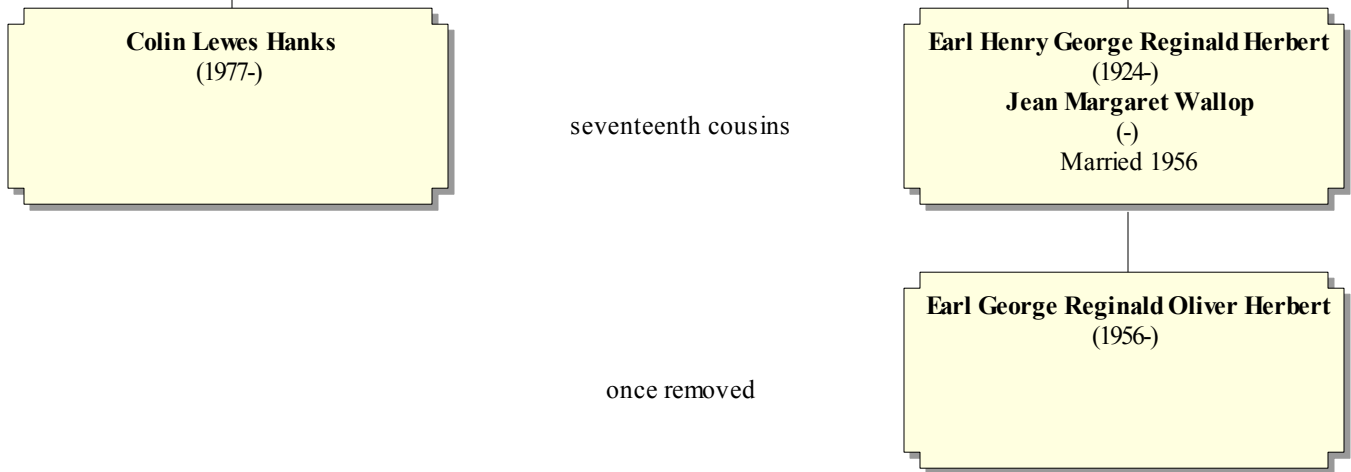 Colin Lewes Hanks
(1977-)
seventeenth cousins
Earl Henry George Reginald Herbert
(1924-)
Jean Margaret Wallop
(-)
Married 1956
Earl George Reginald Oliver Herbert
(1956-)
once removed